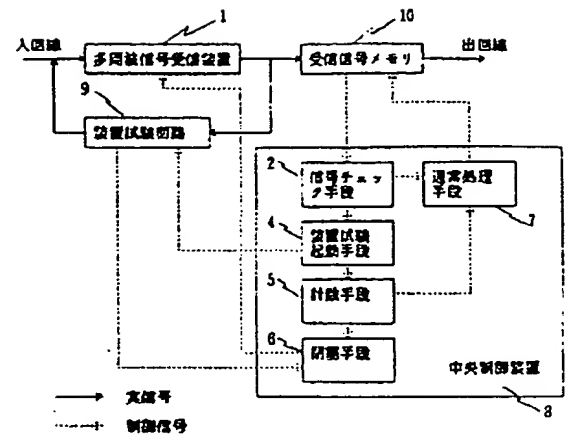 1
10
入回線
多周波信号受信装置
受信信号メモリ
出回線
9
装置試験回路
2
信号チェッ
ク手段
通常処理
手段
7
4
装置試験
起動手段
5
計数手段
6
閉塞手段
中央制御装置
8
実信号
制御信号